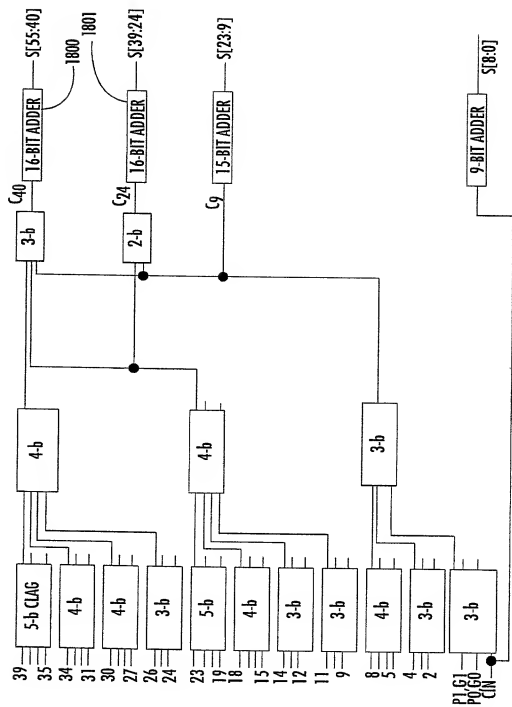 S[55:40]
1800
1801
S[39:24]
S[23:9]
S[8:0]
16-BIT ADDER
16-BIT ADDER
15-BIT ADDER
9-BIT ADDER
C40
C24
C9
3-b
2-b
4-b
4-b
3-b
5-b CLAG
4-b
4-b
3-b
5-b
4-b
3-b
3-b
4-b
3-b
3-b
39
35
34
31
30
27
26
24
23
19
18
15
14
12
11
9
8
5
4
2
P1,G1
P0,G0
CIN